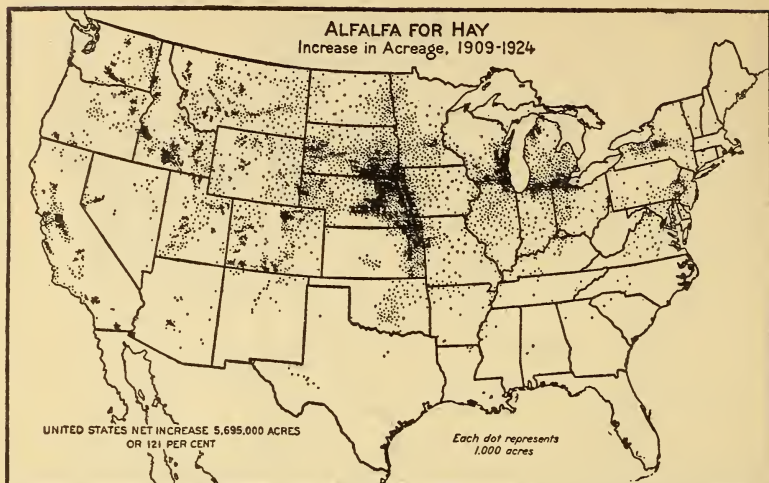 ALFALFA FOR HAY
Increase in Acreage, 1909-1924
UNITED STATES NET INCREASE 5,695,000 ACRES
OR 121 PER CENT
Each dot represents
1,000 acres